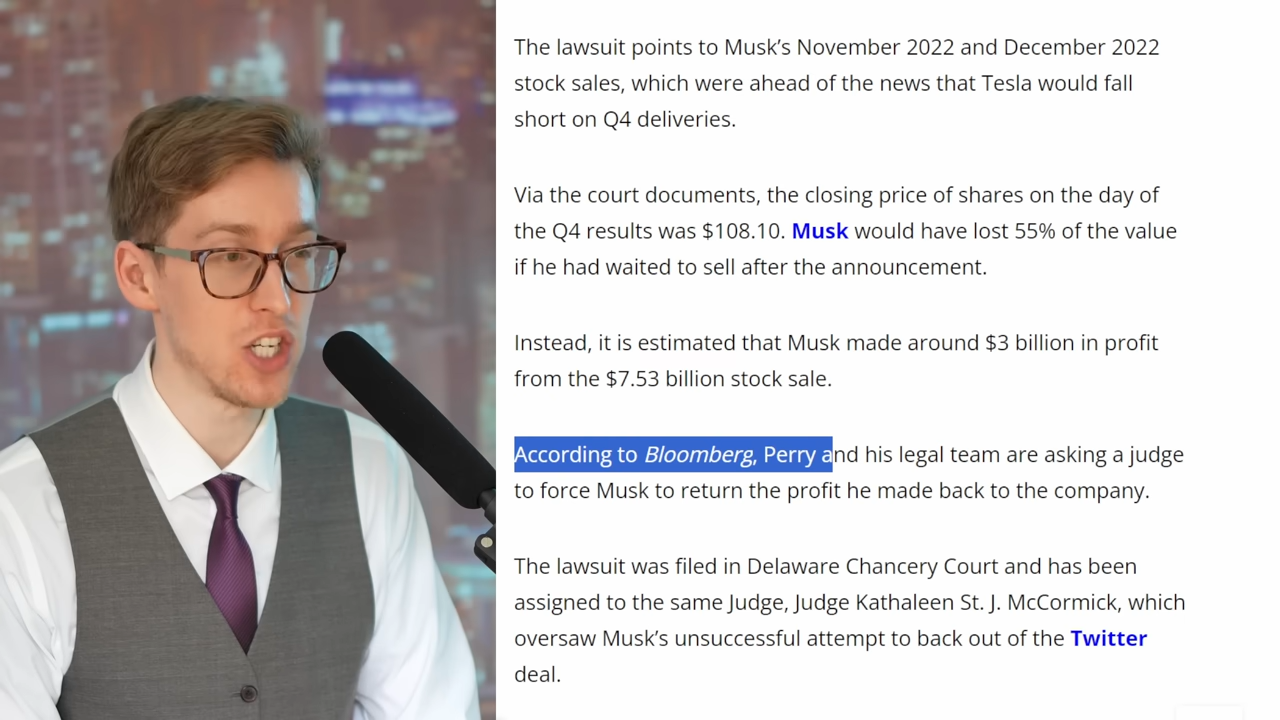 The lawsuit points to Musk’s November 2022 and December 2022
stock sales, which were ahead of the news that Tesla would fall
short on Q4 deliveries.
Via the court documents, the closing price of shares on the day of
the Q4 results was $108.10. Musk would have lost 55% of the value
if he had waited to sell after the announcement.
Instead, it is estimated that Musk made around $3 billion in profit
from the $7.53 billion stock sale.
According to Bloomberg, Perry and his legal team are asking a judge
to force Musk to return the profit he made back to the company.
The lawsuit was filed in Delaware Chancery Court and has been
assigned to the same Judge, Judge Kathaleen St. J. McCormick, which
oversaw Musk’s unsuccessful attempt to back out of the Twitter
deal.